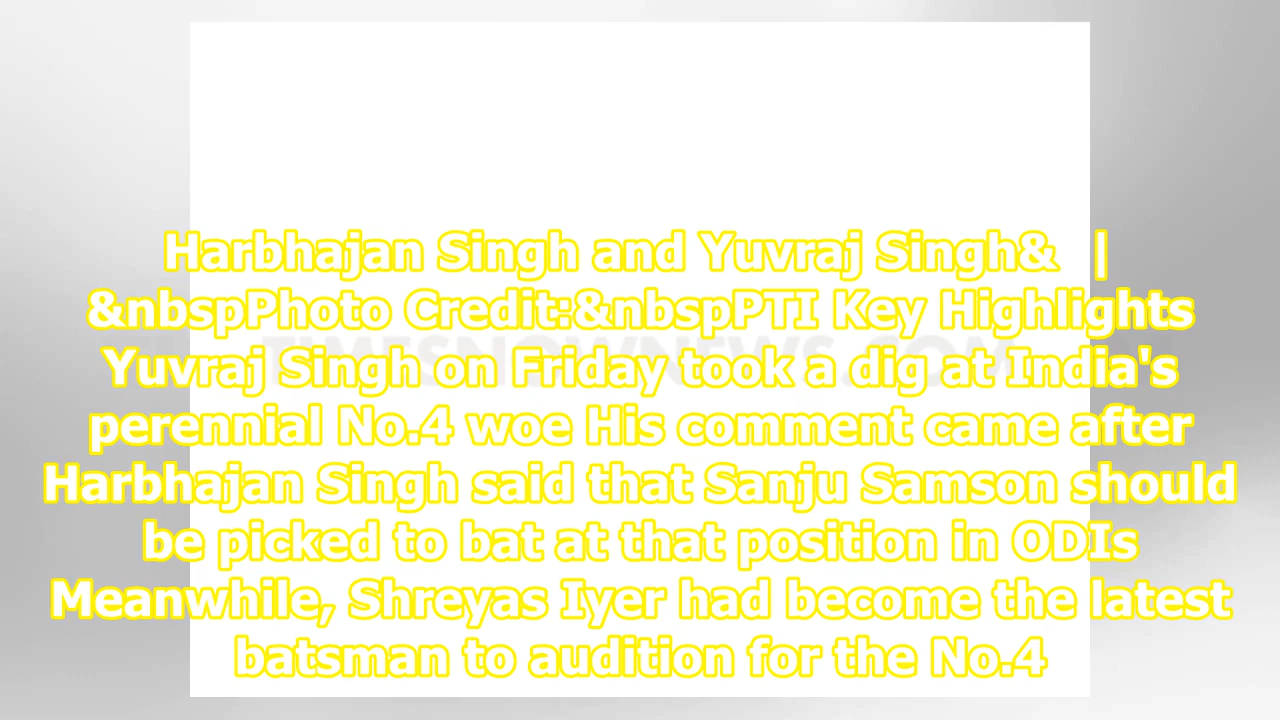 Harbhajan Singh and Yuvraj Singh& |
&nbspPhoto Credit:&nbspPTI Key Highlights
Yuvraj Singh on Friday took a dig at India's
TIMESNOWNEWS.COM
perennial No.4 woe His comment came after
Harbhajan Singh said that Sanju Samson should
be picked to bat at that position in ODIs
Meanwhile, Shreyas Iyer had become the latest
batsman to audition for the No.4